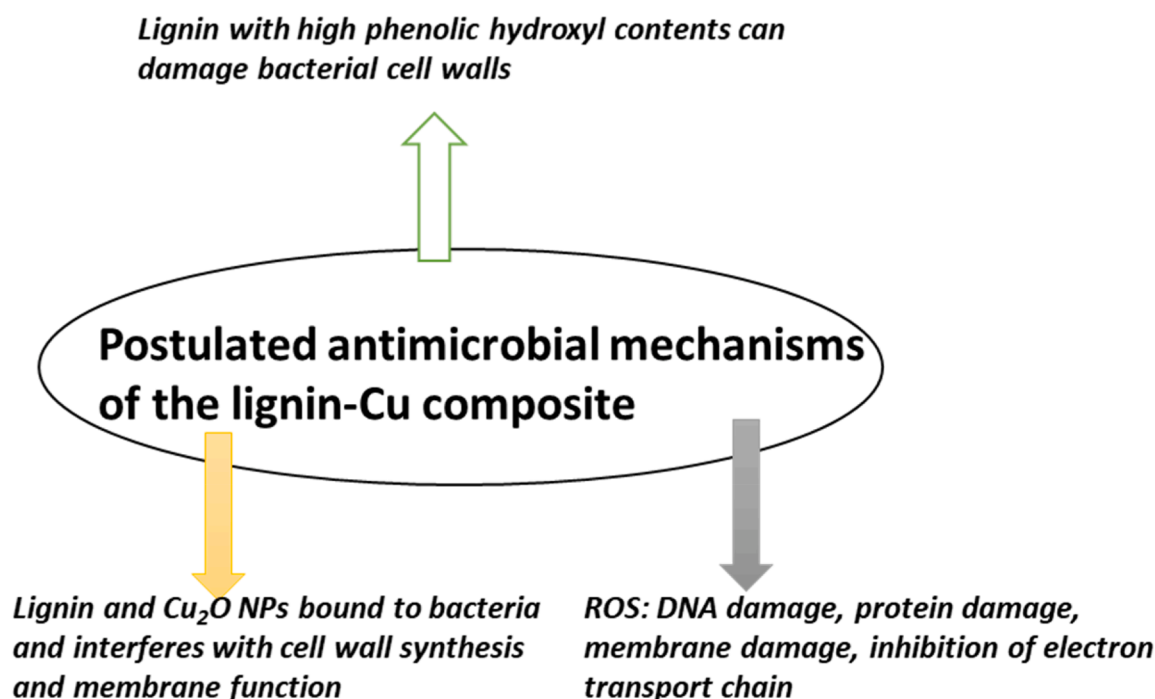 Lignin with high phenolic hydroxyl contents can
damage bacterial cell walls
Postulated antimicrobial mechanisms
of the lignin-Cu composite
Lignin and Cu₂O NPs bound to bacteria
and interferes with cell wall synthesis
and membrane function
ROS: DNA damage, protein damage,
membrane damage, inhibition of electron
transport chain